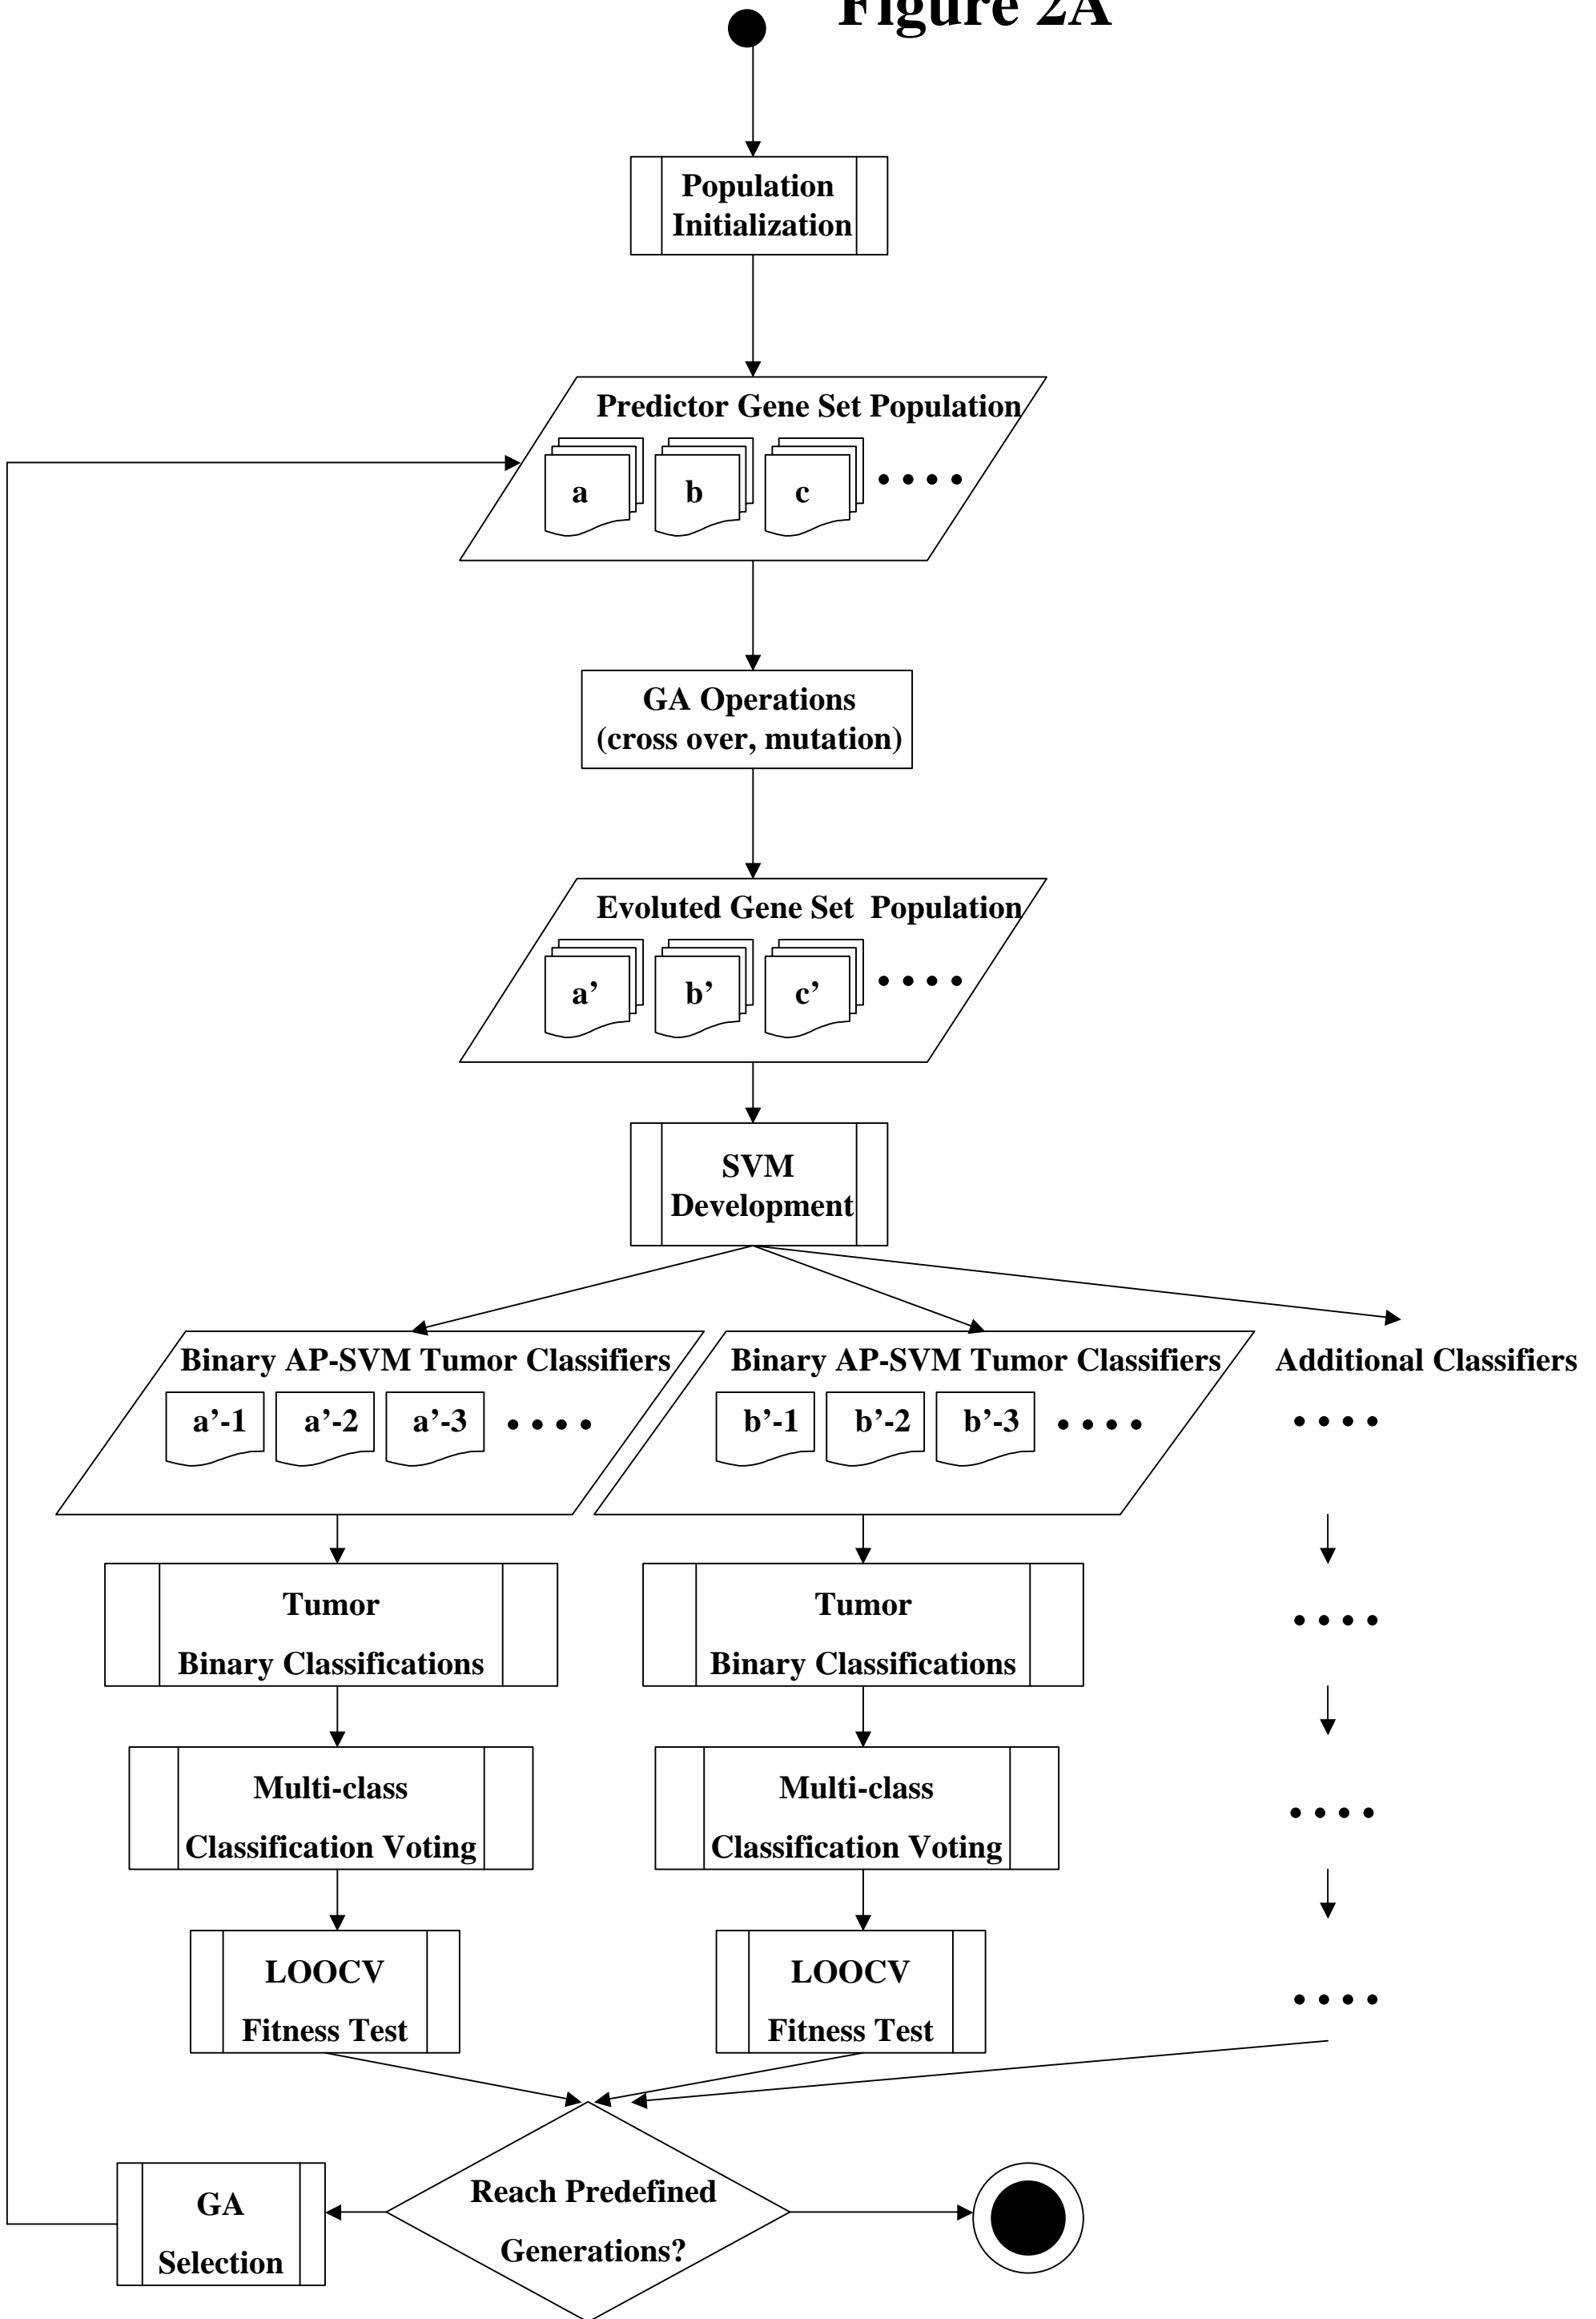 Figure 2A
Population
Initialization
Predictor Gene Set Population
a b c ....
GA Operations
(cross over, mutation)
Evoluted Gene Set Population
a’ b’ c’ ....
SVM
Development
Binary AP-SVM Tumor Classifiers
a’-1 a’-2 a’-3 ....
Binary AP-SVM Tumor Classifiers
b’-1 b’-2 b’-3 ....
Additional Classifiers
....
Tumor
Binary Classifications
Tumor
Binary Classifications
....
Multi-class
Classification Voting
Multi-class
Classification Voting
....
LOOCV
Fitness Test
LOOCV
Fitness Test
....
GA
Selection
Reach Predefined
Generations?